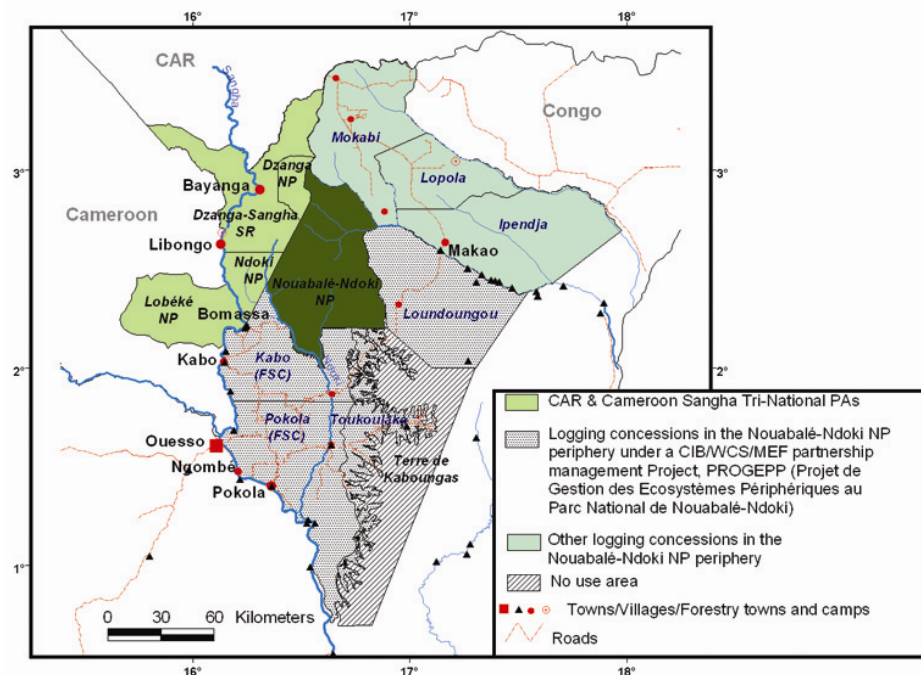 16°
17°
18°
CAR
Sangha
Congo
Mokabi
3°
3°
Dzanga
NP
Lopola
Bayanga
Cameroon
Dzanga-Sangha
SR
Ipendja
Libongo
Makao
Ndoki
NP
Nouabalé-Ndoki
NP
Lobéké
NP
Bomassa
Loundoungou
2°
2°
Kabo
Kabo
(FSC)
Pokola
(FSC)
Toukoulaka
Ouesso
Ngombé
Terre de
Kaboungas
Pokola
1°
0
30
60
Kilometers
CAR & Cameroon Sangha Tri-National PAs
Logging concessions in the Nouabalé-Ndoki NP
periphery under a CIB/WCS/MEF partnership
management Project, PROGEPP (Projet de
Gestion des Ecosystèmes Périphériques au
Parc National de Nouabalé-Ndoki)
Other logging concessions in the
Nouabalé-Ndoki NP periphery
No use area
Towns/Villages/Forestry towns and camps
Roads
16°
17°
18°